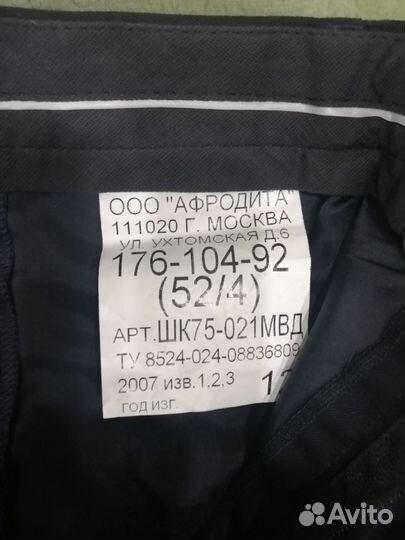 ООО "АФРОДИТА"
111020 Г. МОСКВА
УЛ. УХТОМСКАЯ Д.6
176-104-92
(52/4)
АРТ.ШК75-021МВД
ТУ 8524-024-08836809
2007 изв.1,2,3
ГОД ИЗГ.
Avito